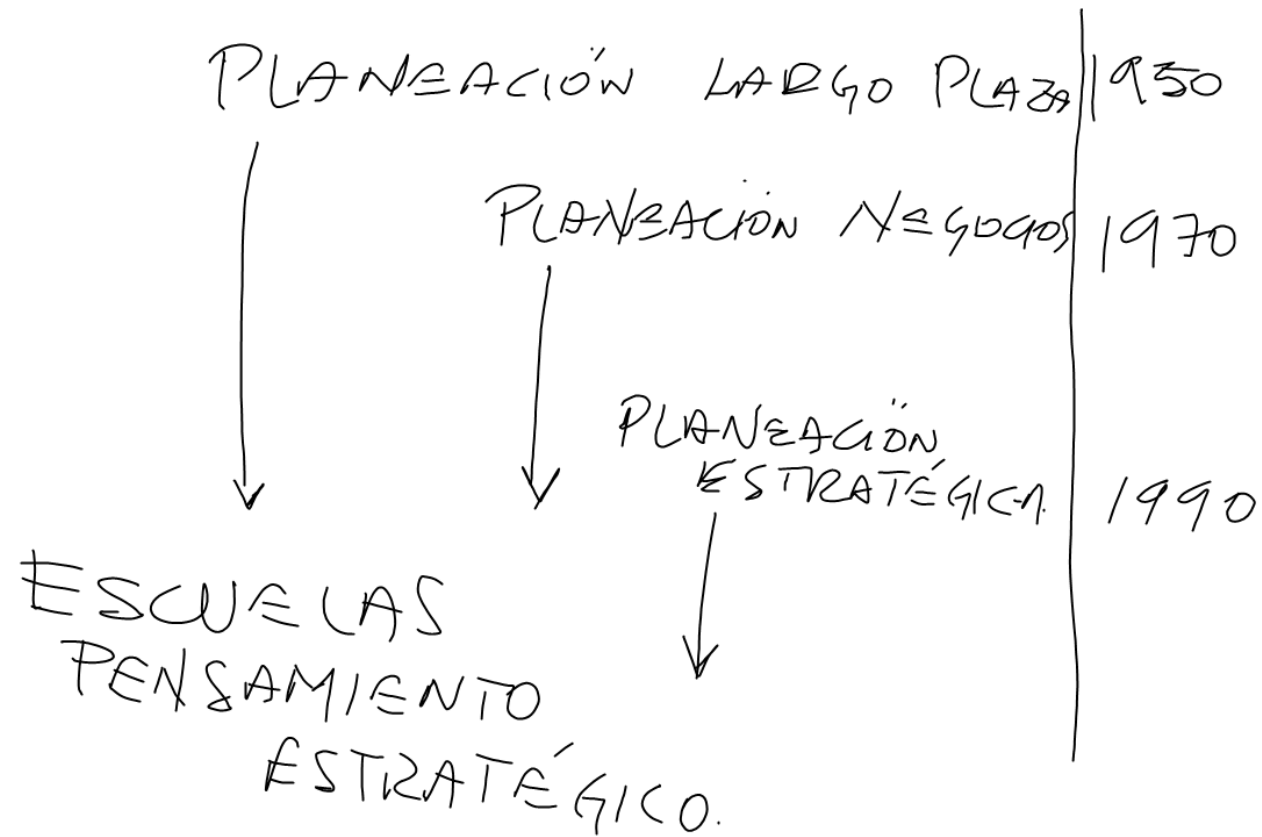 PLANEACIÓN LARGO PLAZO 1950
PLANEACIÓN NEGOCIOS 1970
PLANEACIÓN
ESTRATÉGICA 1990
ESCUELAS
PENSAMIENTO
ESTRATÉGICO.